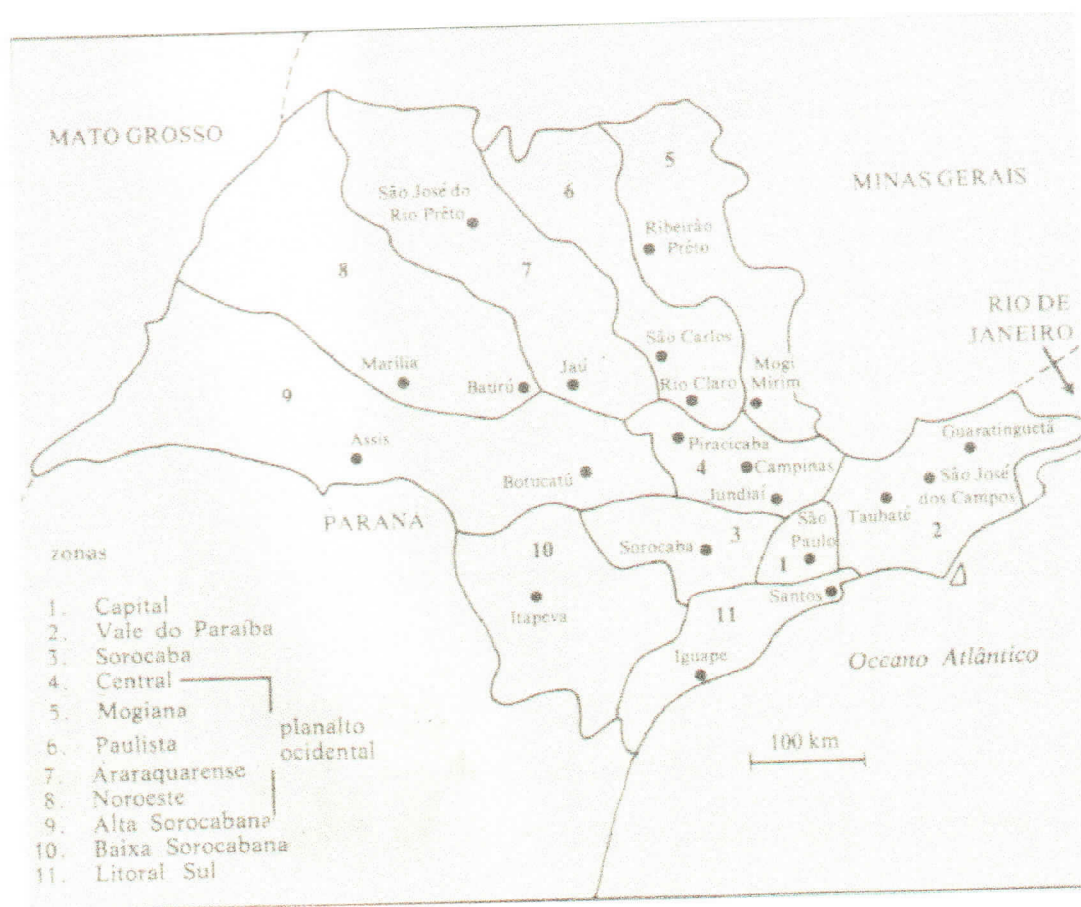 MATO GROSSO
MINAS GERAIS
RIO DE
JANEIRO
PARANÁ
Occano Atlântico
100 km
5
6
São José do
Rio Prêto
Ribeirão
Prêto
8
7
São Carlos
Marília
Jaú
Rio Claro
Mogi
Mirim
Batirú
9
Guaratinguetá
Assis
Piracicaba
4
Campinas
São José
dos Campos
Botucatú
Jundiaí
Taubaté
São
Paulo
2
3
10
Sorocaba
1
Santos
Itapeva
11
Iguape
zonas
1. Capital
2. Vale do Paraíba
3. Sorocaba
4. Central
5. Mogiana
6. Paulista
7. Araraquarense
8. Noroeste
9. Alta Sorocabana
10. Baixa Sorocabana
11. Litoral Sul
planalto
ocidental